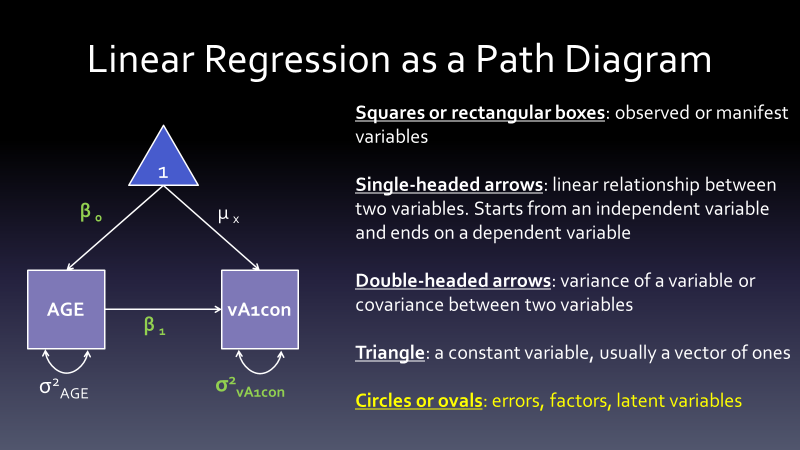 Linear Regression as a Path Diagram
1
β 0
μ x
AGE
vA1con
β 1
σ²AGE
σ²vA1con
Squares or rectangular boxes: observed or manifest
variables
Single-headed arrows: linear relationship between
two variables. Starts from an independent variable
and ends on a dependent variable
Double-headed arrows: variance of a variable or
covariance between two variables
Triangle: a constant variable, usually a vector of ones
Circles or ovals: errors, factors, latent variables